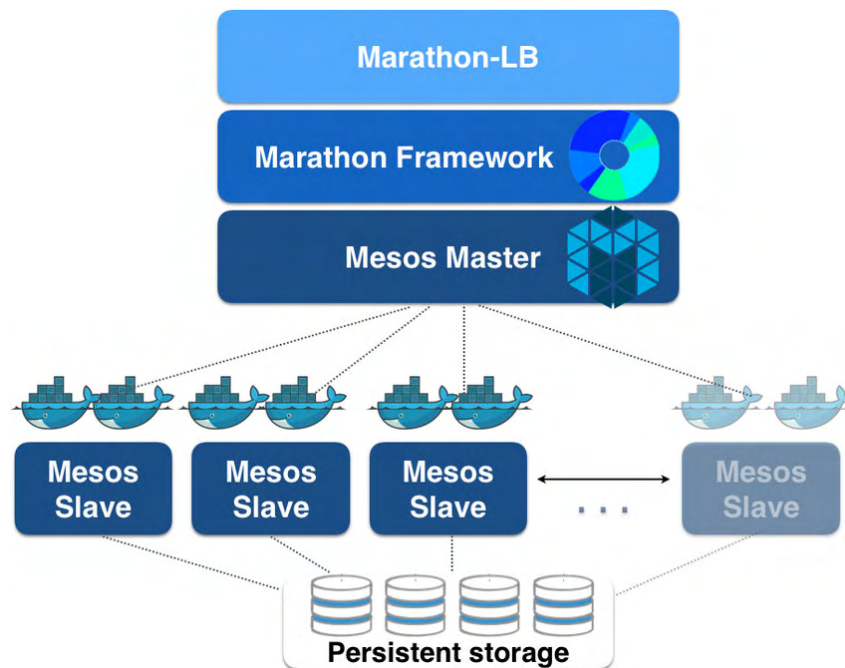 Marathon-LB
Marathon Framework
Mesos Master
Mesos
Slave
Mesos
Slave
Mesos
Slave
. . .
Mesos
Slave
Persistent storage